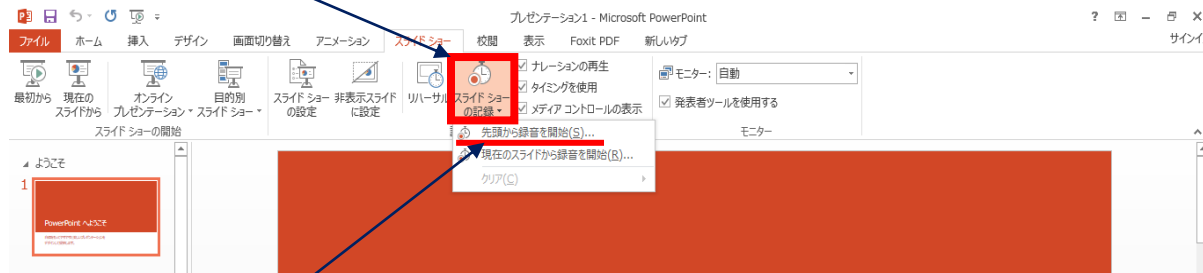 プレゼンテーション1 - Microsoft PowerPoint
ファイル ホーム 挿入 デザイン 画面切り替え アニメーション スライド ショー 校閲 表示 Foxit PDF 新しいタブ サインイ
最初から
現在の
スライドから
オンライン
プレゼンテーション
目的別
スライド ショー
スライド ショー
の設定
非表示スライド
に設定
リハーサル
スライド ショー
の記録
ナレーションの再生
タイミングを使用
メディア コントロールの表示
モニター: 自動
発表者ツールを使用する
スライド ショーの開始
モニター
先頭から録音を開始(S)...
現在のスライドから録音を開始(R)...
クリア(C)
ようこそ
1
PowerPoint へようこそ